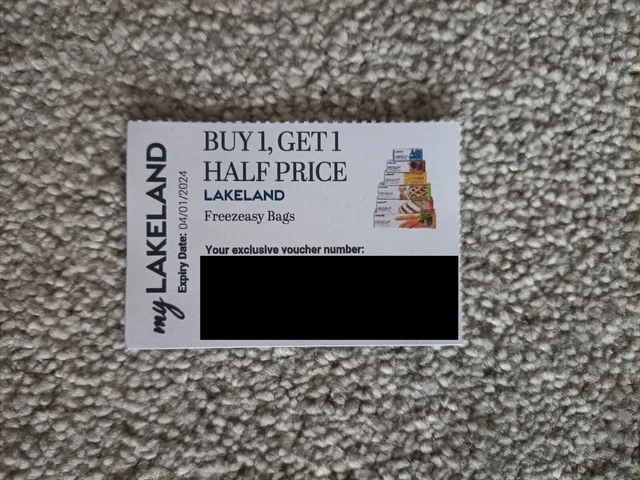 my LAKELAND
Expiry Date: 04/01/2024
BUY 1, GET 1
HALF PRICE
LAKELAND
Freezeasy Bags
Your exclusive voucher number: